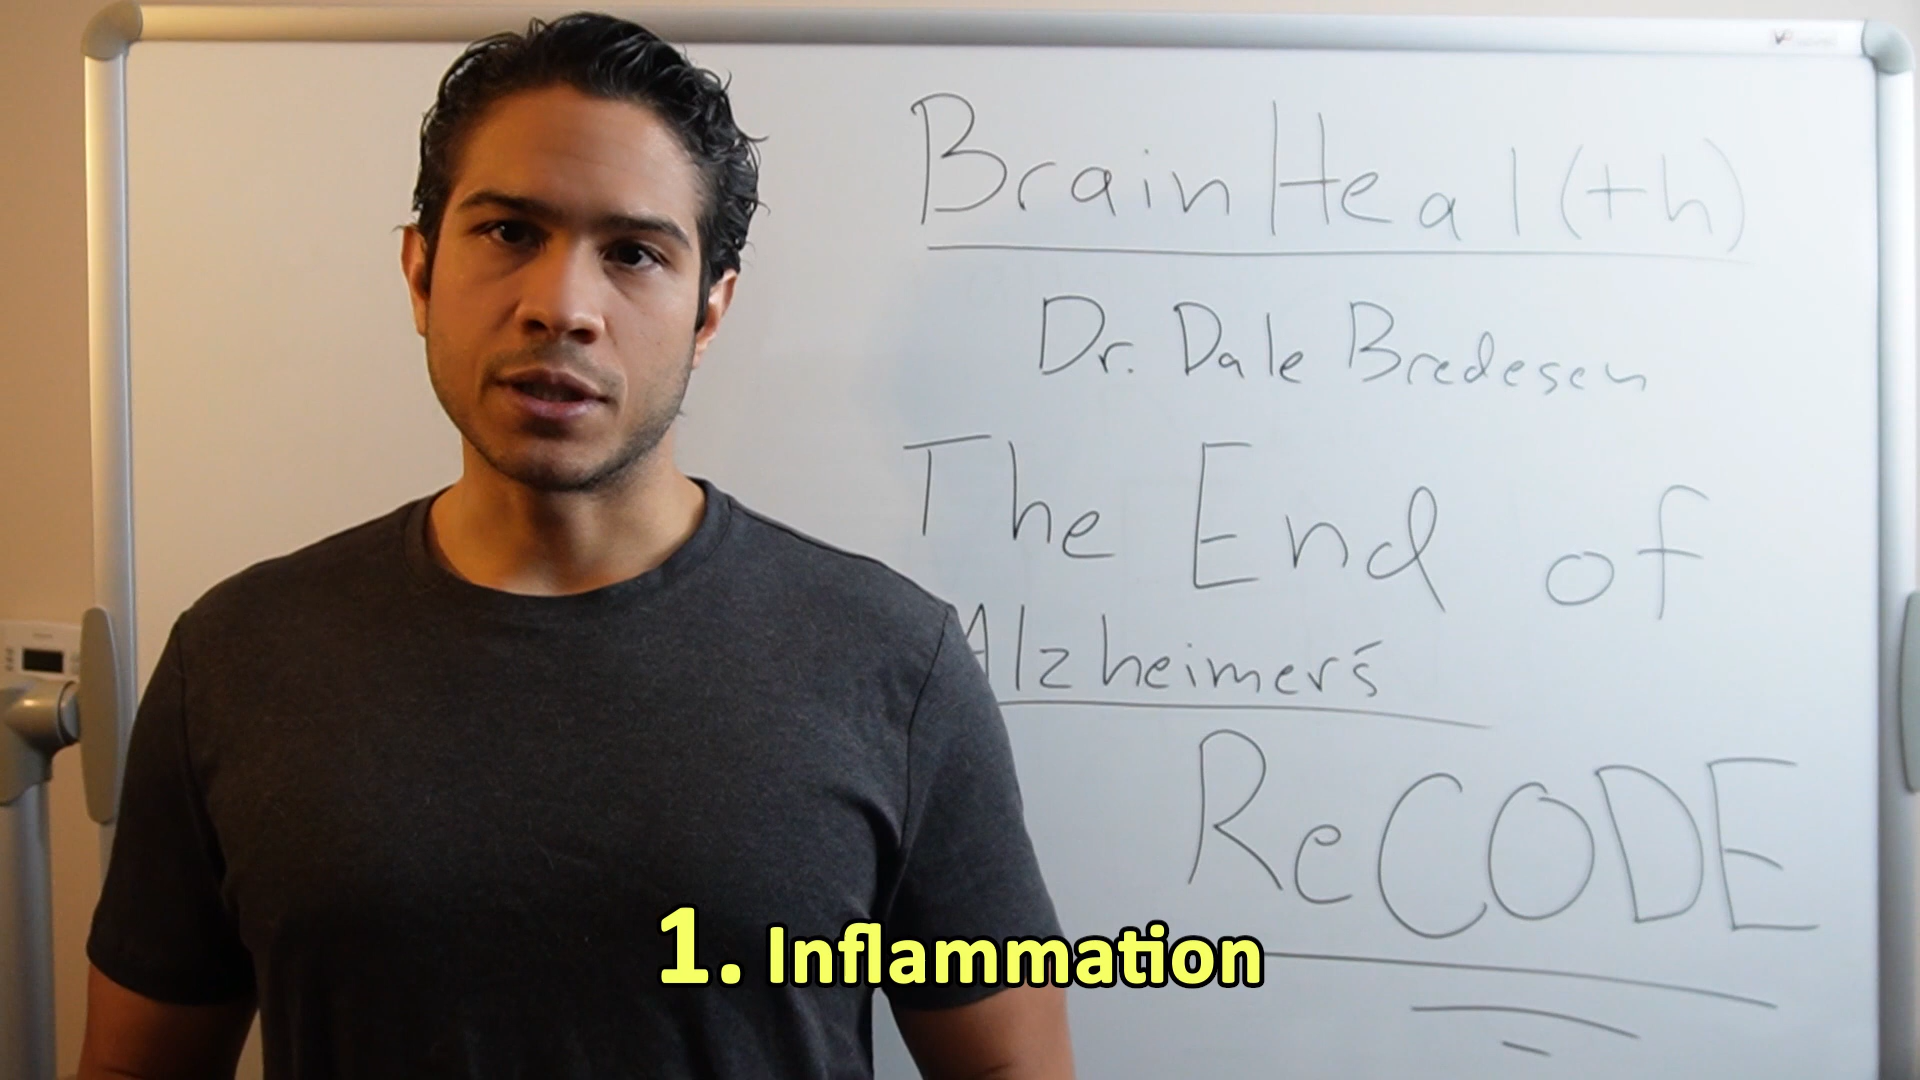 BrainHeal(th)
Dr. Dale Bredesen
The End of
Alzheimer's
ReCODE
1. Inflammation